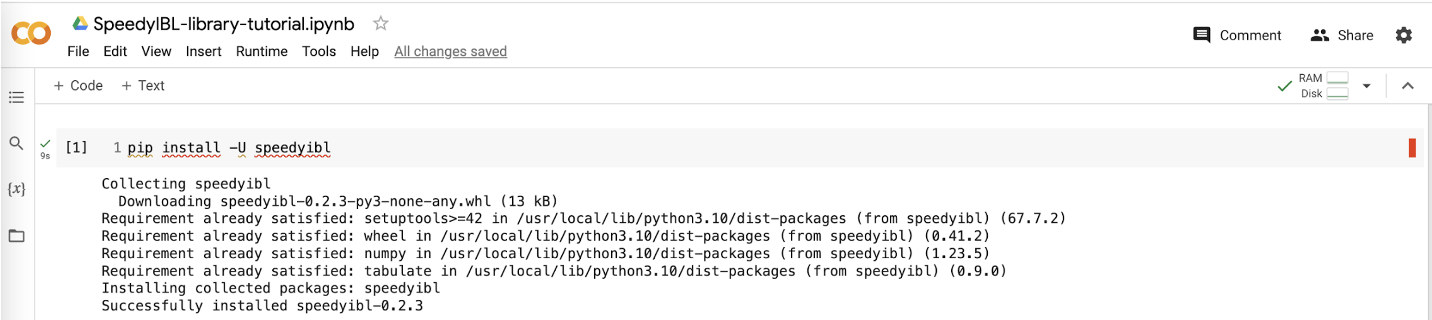 SpeedyIBL-library-tutorial.ipynb
File Edit View Insert Runtime Tools Help All changes saved
Comment Share
+ Code + Text
RAM
Disk
9s
[1] 1 pip install -U speedyibl
{x}
Collecting speedyibl
Downloading speedyibl-0.2.3-py3-none-any.whl (13 kB)
Requirement already satisfied: setuptools>=42 in /usr/local/lib/python3.10/dist-packages (from speedyibl) (67.7.2)
Requirement already satisfied: wheel in /usr/local/lib/python3.10/dist-packages (from speedyibl) (0.41.2)
Requirement already satisfied: numpy in /usr/local/lib/python3.10/dist-packages (from speedyibl) (1.23.5)
Requirement already satisfied: tabulate in /usr/local/lib/python3.10/dist-packages (from speedyibl) (0.9.0)
Installing collected packages: speedyibl
Successfully installed speedyibl-0.2.3